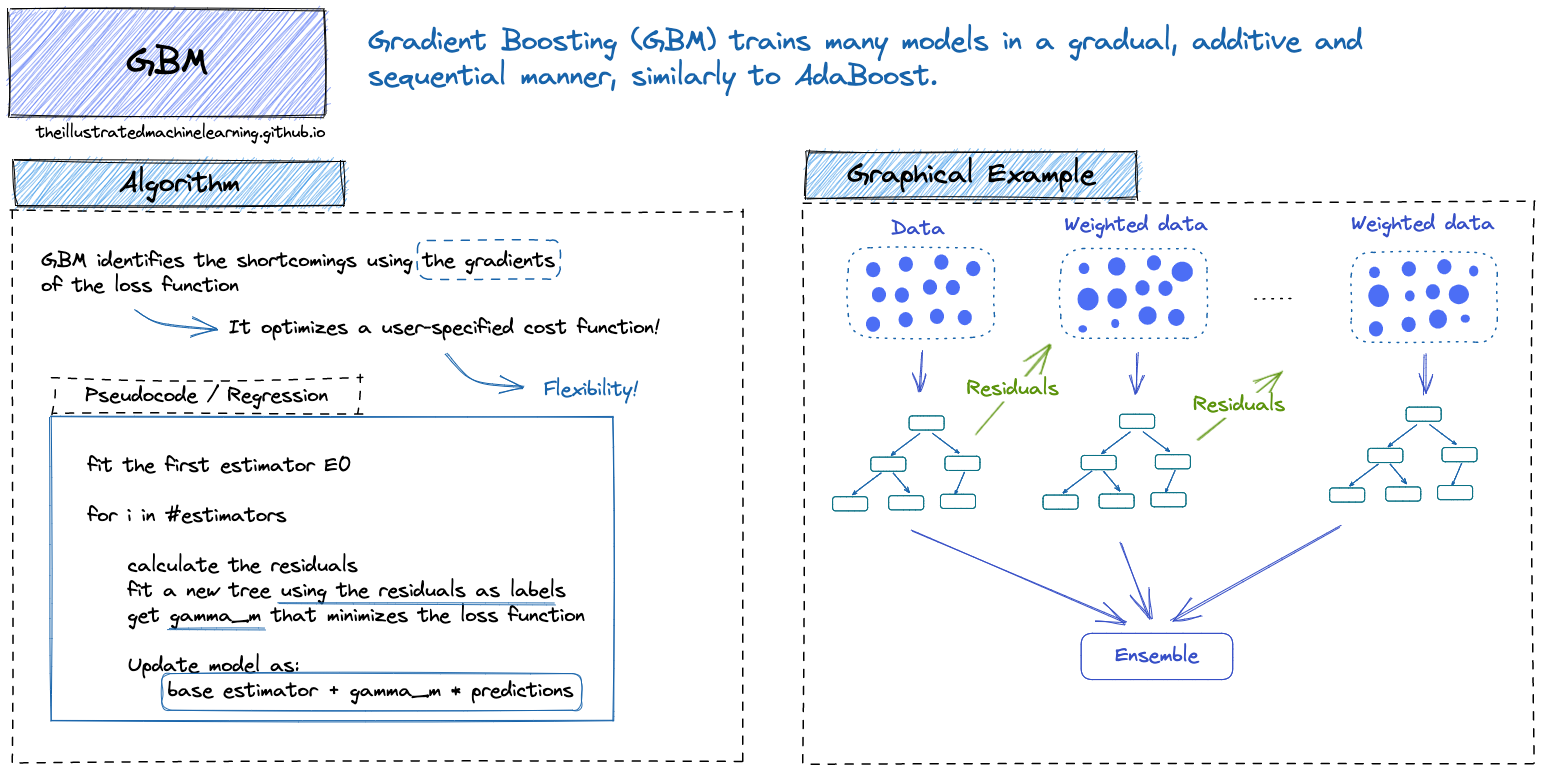 GBM
Gradient Boosting (GBM) trains many models in a gradual, additive and
sequential manner, similarly to AdaBoost.
theillustratedmachinelearning.github.io
Algorithm
GBM identifies the shortcomings using the gradients
of the loss function
It optimizes a user-specified cost function!
Flexibility!
Pseudocode / Regression
fit the first estimator E0
for i in #estimators
calculate the residuals
fit a new tree using the residuals as labels
get gamma_m that minimizes the loss function
Update model as:
base estimator + gamma_m * predictions
Graphical Example
Data
Weighted data
Weighted data
......
Residuals
Residuals
Ensemble